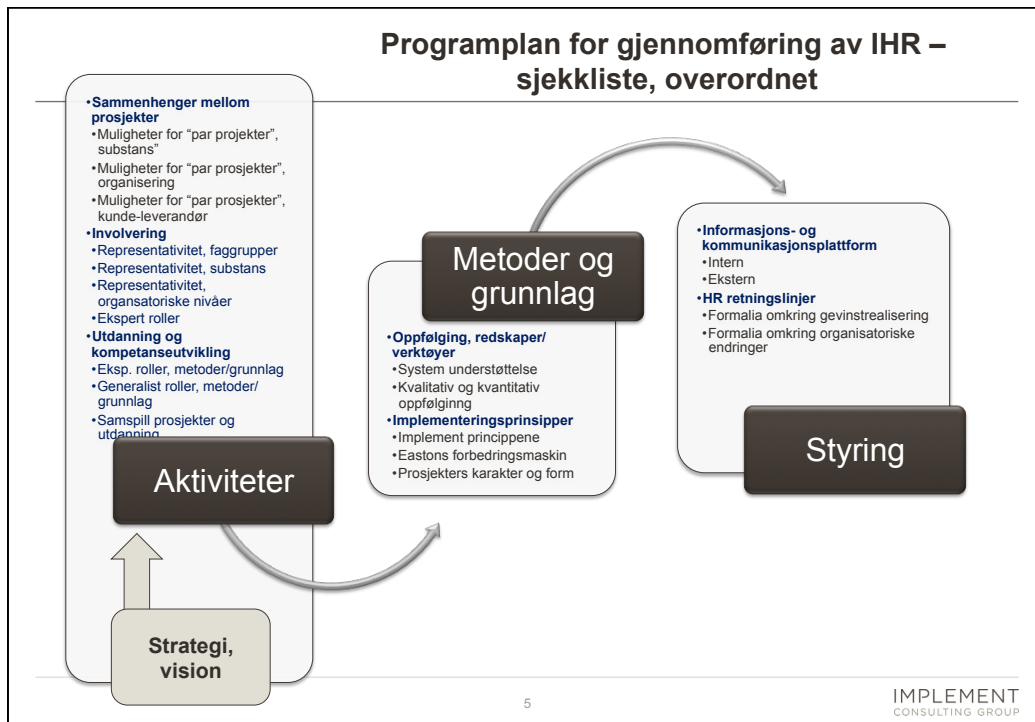 Programplan for gjennomføring av IHR –
sjekkliste, overordnet
•Sammenhenger mellom
prosjekter
•Muligheter for “par projekter”,
substans”
•Muligheter for “par prosjekter”,
organisering
•Muligheter for “par prosjekter”,
kunde-leverandør
•Involvering
•Representativitet, faggrupper
•Representativitet, substans
•Representativitet,
organsatoriske nivåer
•Ekspert roller
•Utdanning og
kompetanseutvikling
•Eksp. roller, metoder/grunnlag
•Generalist roller, metoder/
grunnlag
•Samspill prosjekter og
utdanning
Aktiviteter
Strategi,
vision
Metoder og
grunnlag
•Oppfølging, redskaper/
verktøyer
•System understøttelse
•Kvalitativ og kvantitativ
oppfølginng
•Implementeringsprinsipper
•Implement princippene
•Eastons forbedringsmaskin
•Prosjekters karakter og form
•Informasjons- og
kommunikasjonsplattform
•Intern
•Ekstern
•HR retningslinjer
•Formalia omkring gevinstrealisering
•Formalia omkring organisatoriske
endringer
Styring
5
IMPLEMENT
CONSULTING GROUP